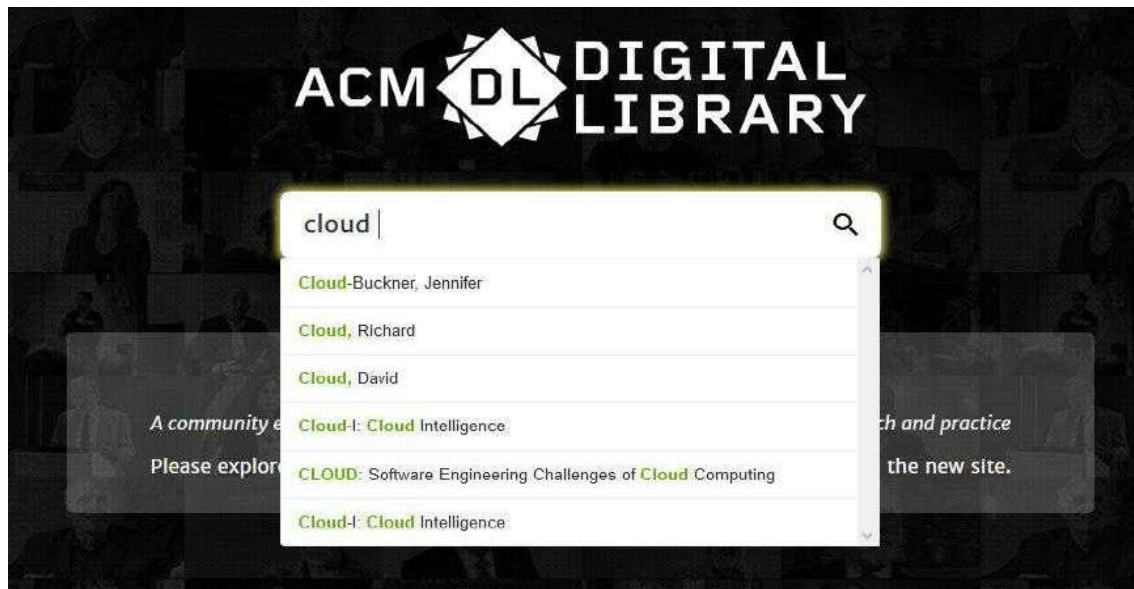 ACM DL DIGITAL LIBRARY
cloud
Cloud-Buckner, Jennifer
Cloud, Richard
Cloud, David
Cloud-I: Cloud Intelligence
CLOUD: Software Engineering Challenges of Cloud Computing
Cloud-I: Cloud Intelligence
A community
and practice
Please
the new site.